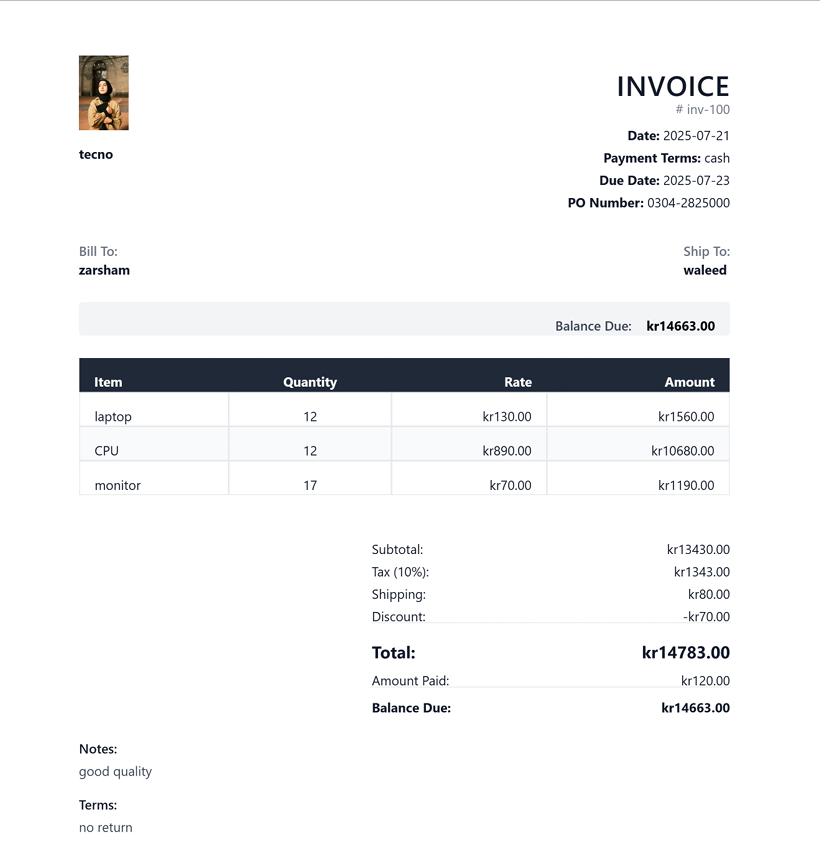 INVOICE
# inv-100
tecno
Date: 2025-07-21
Payment Terms: cash
Due Date: 2025-07-23
PO Number: 0304-2825000
Bill To:
zarsham
Ship To:
waleed
Balance Due: kr14663.00
Item Quantity Rate Amount
laptop 12 kr130.00 kr1560.00
CPU 12 kr890.00 kr10680.00
monitor 17 kr70.00 kr1190.00
Subtotal: kr13430.00
Tax (10%): kr1343.00
Shipping: kr80.00
Discount: -kr70.00
Total: kr14783.00
Amount Paid: kr120.00
Balance Due: kr14663.00
Notes:
good quality
Terms:
no return